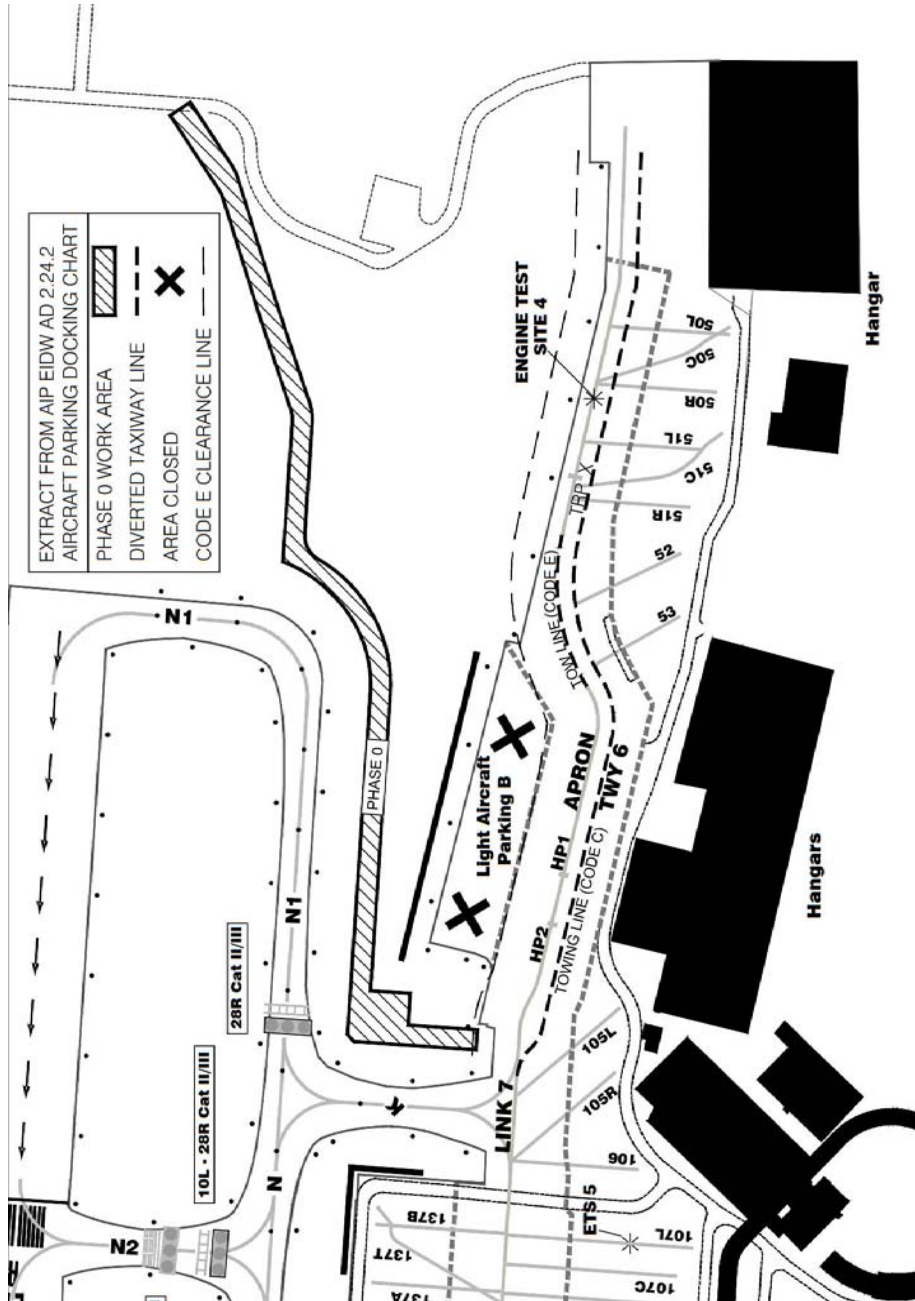 EXTRACT FROM AIP EIDW AD 2.24.2
AIRCRAFT PARKING DOCKING CHART
PHASE 0 WORK AREA
DIVERTED TAXIWAY LINE
AREA CLOSED
CODE E CLEARANCE LINE
N1
PHASE 0
N1
28R Cat II/III
10L - 28R Cat II/III
N
N2
ENGINE TEST
SITE 4
50L
50C
50R
51L
51C
51R
52
53
TRP X
TOW LINE (CODE E)
Light Aircraft
Parking B
APRON
TWY 6
HP1
HP2
TOWING LINE (CODE C)
LINK 7
105L
105R
106
ETS 5
107L
107C
137B
137T
137A
Hangar
Hangars